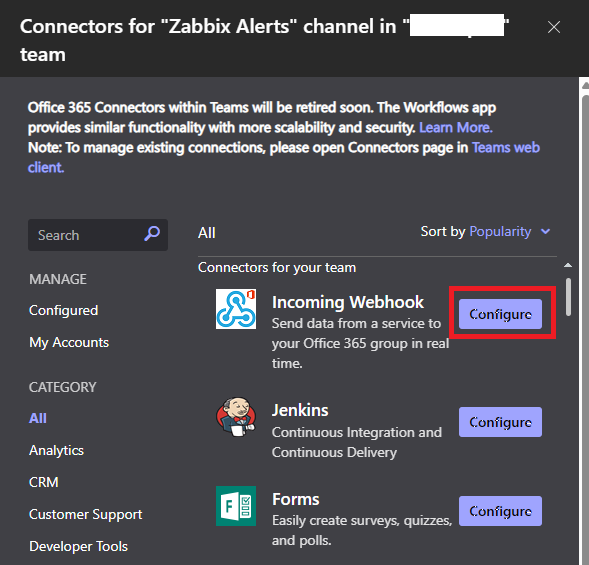 Connectors for "Zabbix Alerts" channel in "
" team
Office 365 Connectors within Teams will be retired soon. The Workflows app
provides similar functionality with more scalability and security. Learn More.
Note: To manage existing connections, please open Connectors page in Teams web
client.
Search
All
Sort by Popularity
Connectors for your team
MANAGE
Configured
My Accounts
CATEGORY
All
Analytics
CRM
Customer Support
Developer Tools
Incoming Webhook
Send data from a service to
your Office 365 group in real
time.
Configure
Jenkins
Continuous Integration and
Continuous Delivery
Configure
Forms
Easily create surveys, quizzes,
and polls.
Configure